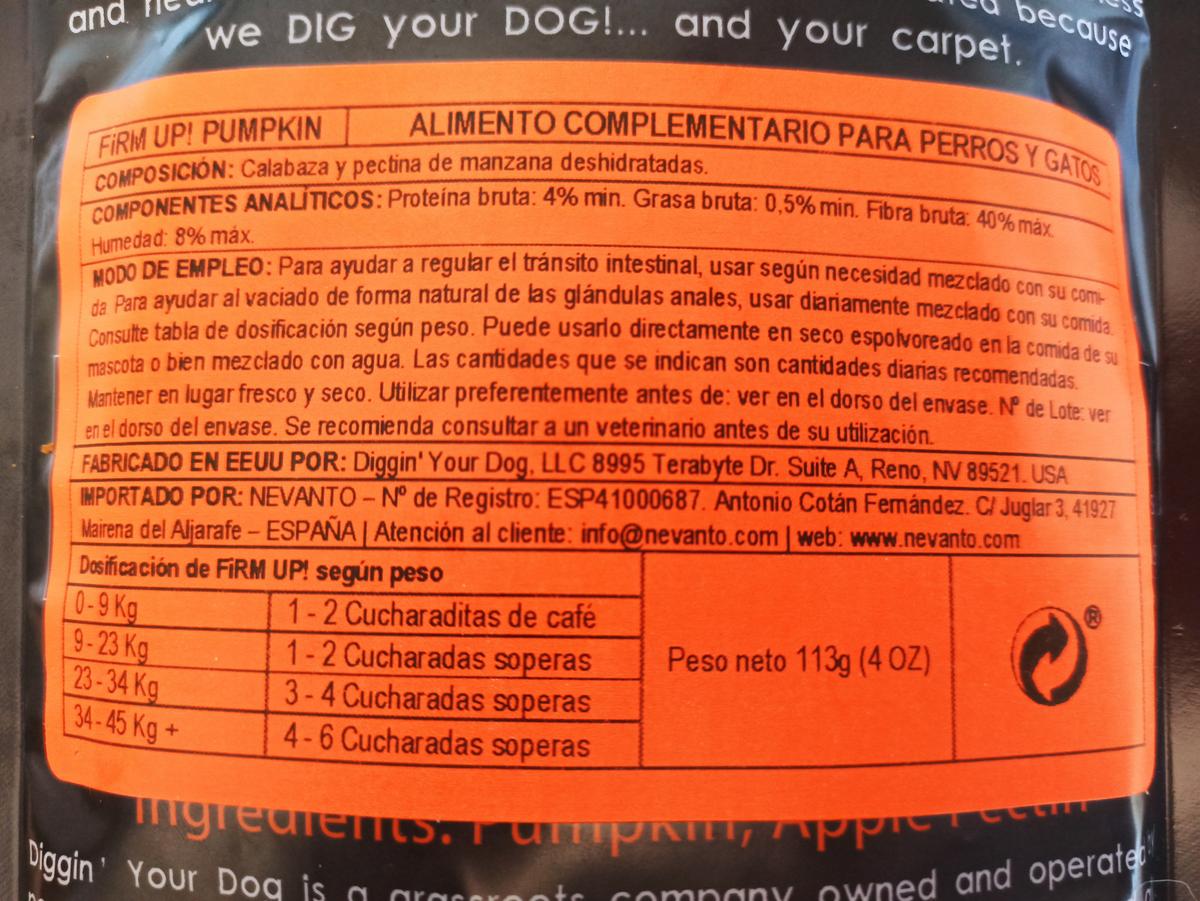 and
because
we DIG your DOG!... and your carpet.
FiRM UP! PUMPKIN ALIMENTO COMPLEMENTARIO PARA PERROS Y GATOS
COMPOSICIÓN: Calabaza y pectina de manzana deshidratadas.
COMPONENTES ANALÍTICOS: Proteína bruta: 4% min. Grasa bruta: 0,5% min. Fibra bruta: 40% máx.
Humedad: 8% máx.
MODO DE EMPLEO: Para ayudar a regular el tránsito intestinal, usar según necesidad mezclado con su comi-
da Para ayudar al vaciado de forma natural de las glándulas anales, usar diariamente mezclado con su comida.
Consulte tabla de dosificación según peso. Puede usarlo directamente en seco espolvoreado en la comida de su
mascota o bien mezclado con agua. Las cantidades que se indican son cantidades diarias recomendadas.
Mantener en lugar fresco y seco. Utilizar preferentemente antes de: ver en el dorso del envase. Nº de Lote: ver
en el dorso del envase. Se recomienda consultar a un veterinario antes de su utilización.
FABRICADO EN EEUU POR: Diggin' Your Dog, LLC 8995 Terabyte Dr. Suite A, Reno, NV 89521. USA
IMPORTADO POR: NEVANTO – Nº de Registro: ESP41000687. Antonio Cotán Fernández. C/ Juglar 3, 41927
Mairena del Aljarafe – ESPAÑA | Atención al cliente: info@nevanto.com | web: www.nevanto.com
Dosificación de FiRM UP! según peso
0-9 Kg 1 - 2 Cucharaditas de café
9-23 Kg 1 - 2 Cucharadas soperas
23-34 Kg 3 - 4 Cucharadas soperas
34-45 Kg + 4 - 6 Cucharadas soperas
Peso neto 113g (4 OZ)
®
Ingredients: Pumpkin, Apple Pectin
Diggin' Your Dog is a grassroots company owned and operated